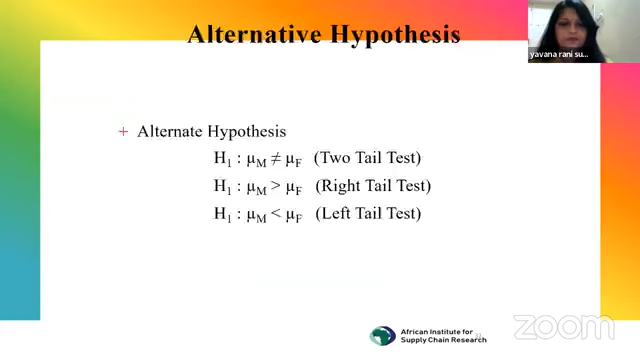 Alternative Hypothesis
yavana rani su...
+ Alternate Hypothesis
H₁ : μM ≠ μF (Two Tail Test)
H₁ : μM > μF (Right Tail Test)
H₁ : μM < μF (Left Tail Test)
African Institute for
Supply Chain Research
zoom